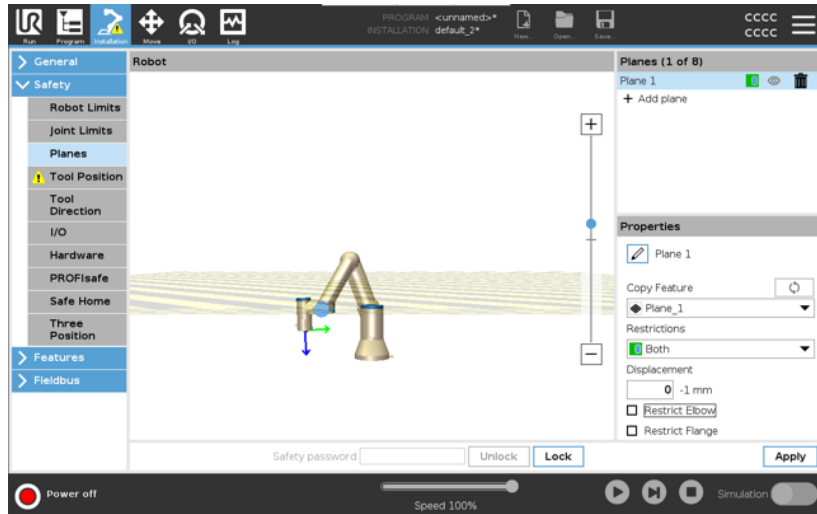 UR
PROGRAM <unnamed>*
INSTALLATION default_2*
CCCC
CCCC
Run
Program
Installation
Move
I/O
Log
New...
Open...
Save...
General
Safety
Robot Limits
Joint Limits
Planes
Tool Position
Tool
Direction
I/O
Hardware
PROFIsafe
Safe Home
Three
Position
Features
Fieldbus
Robot
Planes (1 of 8)
Plane 1
+ Add plane
Properties
Plane 1
Copy Feature
Plane_1
Restrictions
Both
Displacement
0 -1 mm
Restrict Elbow
Restrict Flange
Safety password
Unlock
Lock
Apply
Power off
Speed 100%
Simulation